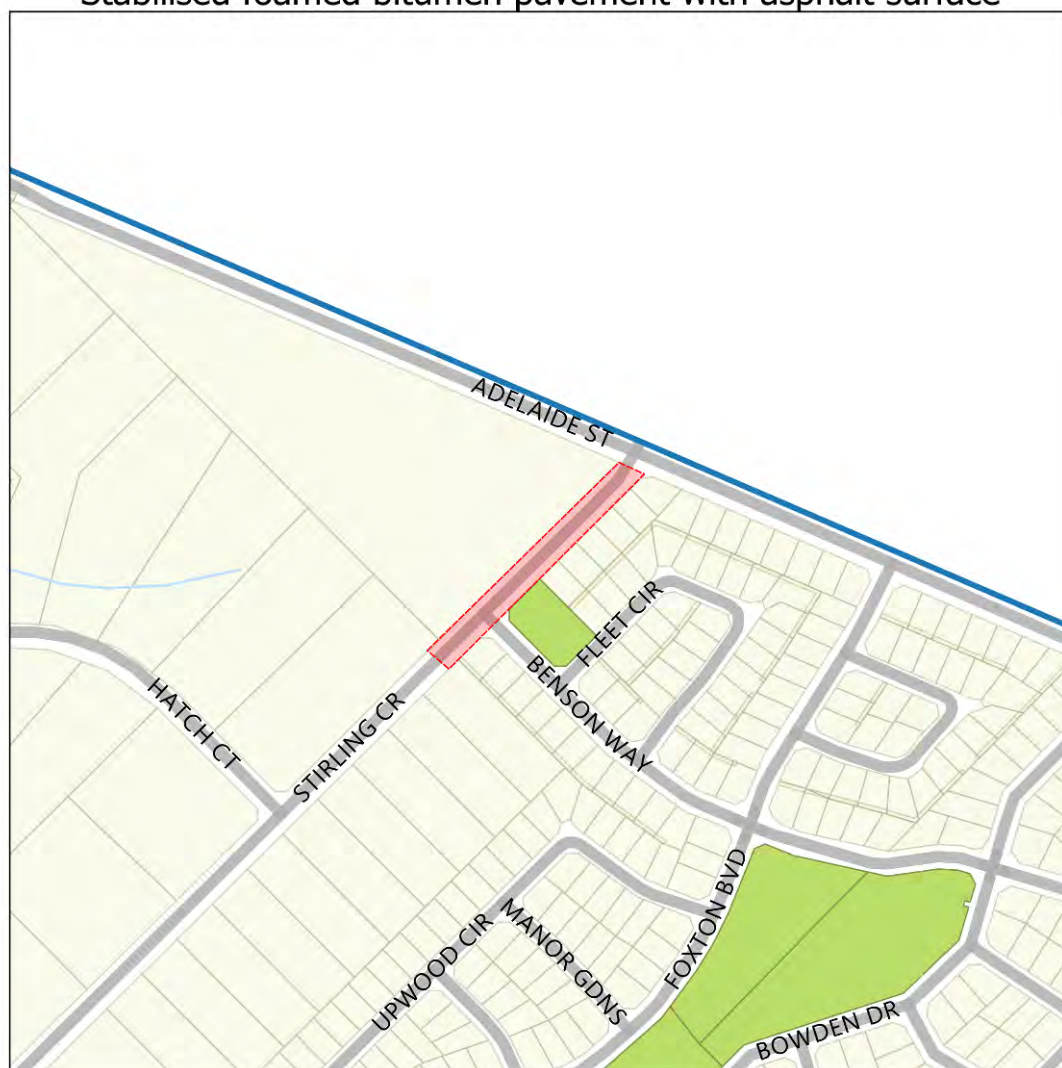 Stabilised foamed bitumen pavement with asphalt surface
ADELAIDE ST
FLEET CIR
BENSON WAY
HATCH CT
STIRLING CR
FOXTON BVD
MANOR GDNS
UPWOOD CIR
BOWDEN DR